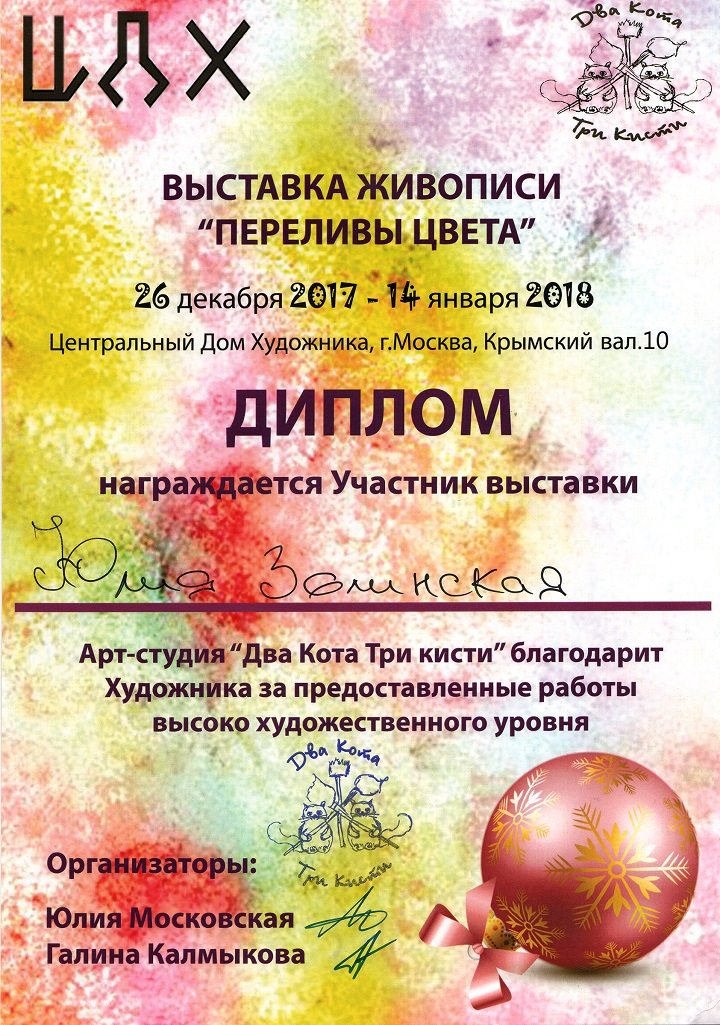 ЦДХ
Два Кота
Три Кисти
ВЫСТАВКА ЖИВОПИСИ
“ПЕРЕЛИВЫ ЦВЕТА”
26 декабря 2017 - 14 января 2018
Центральный Дом Художника, г.Москва, Крымский вал.10
ДИПЛОМ
награждается Участник выставки
Юлия Зелинская
Арт-студия “Два Кота Три кисти” благодарит
Художника за предоставленные работы
высоко художественного уровня
Два Кота
Три Кисти
Организаторы:
Юлия Московская
Галина Калмыкова